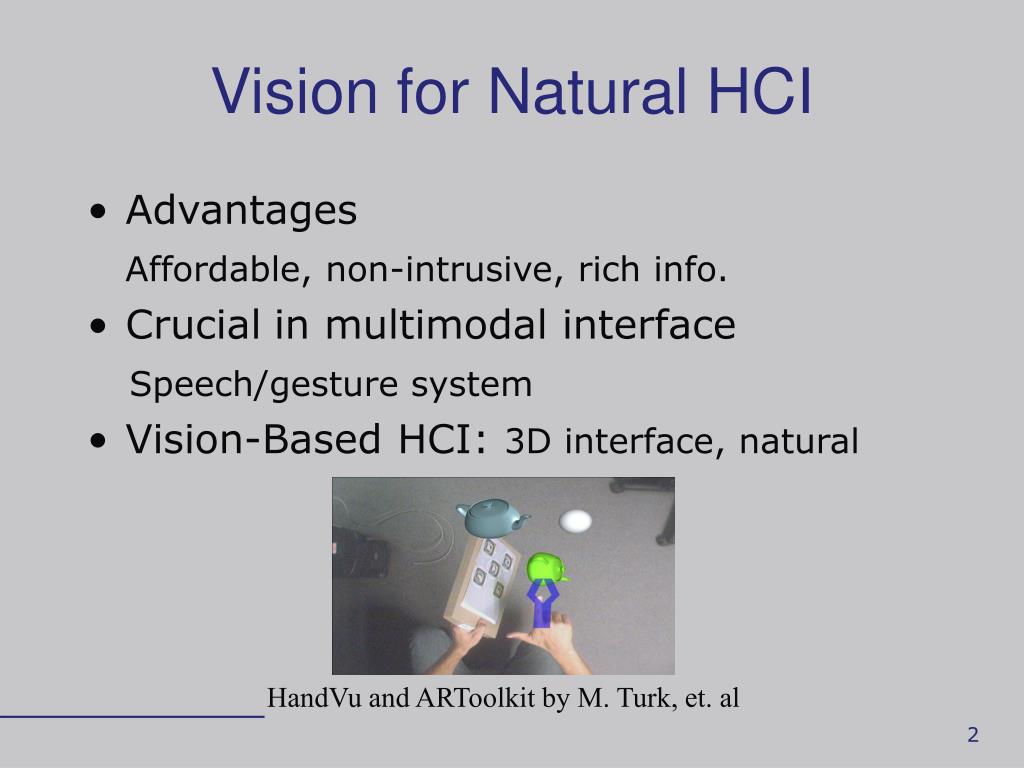 Vision for Natural HCI
• Advantages
Affordable, non-intrusive, rich info.
• Crucial in multimodal interface
Speech/gesture system
• Vision-Based HCI: 3D interface, natural
HandVu and ARToolkit by M. Turk, et. al
2